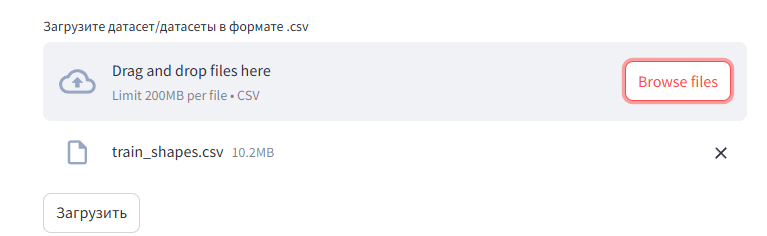 Загрузите датасет/датасеты в формате .csv
Drag and drop files here
Limit 200MB per file • CSV
Browse files
train_shapes.csv 10.2MB
Загрузить